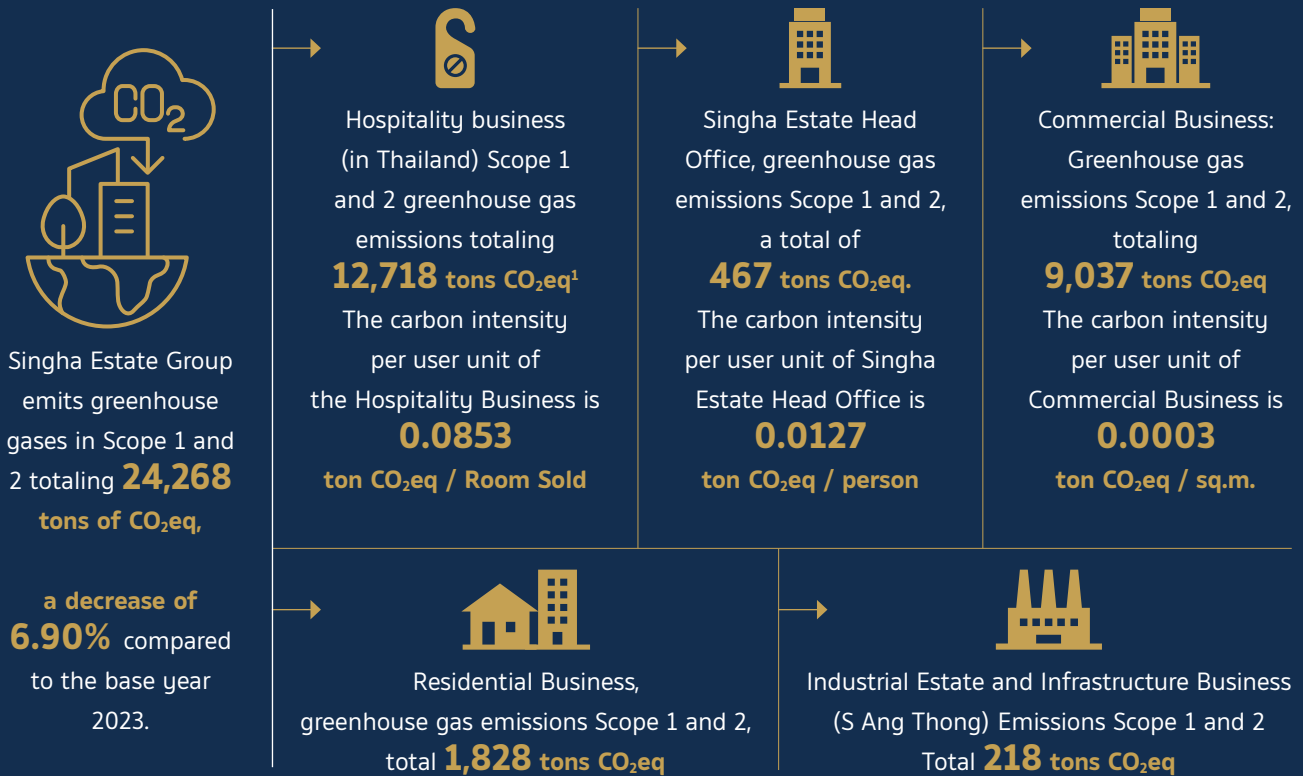 CO2
Singha Estate Group
emits greenhouse
gases in Scope 1 and
2 totaling 24,268
tons of CO₂eq,
a decrease of
6.90% compared
to the base year
2023.
Hospitality business
(in Thailand) Scope 1
and 2 greenhouse gas
emissions totaling
12,718 tons CO₂eq¹
The carbon intensity
per user unit of
the Hospitality Business is
0.0853
ton CO₂eq / Room Sold
Singha Estate Head
Office, greenhouse gas
emissions Scope 1 and 2,
a total of
467 tons CO₂eq.
The carbon intensity
per user unit of Singha
Estate Head Office is
0.0127
ton CO₂eq / person
Commercial Business:
Greenhouse gas
emissions Scope 1 and 2,
totaling
9,037 tons CO₂eq
The carbon intensity
per user unit of
Commercial Business is
0.0003
ton CO₂eq / sq.m.
Residential Business,
greenhouse gas emissions Scope 1 and 2,
total 1,828 tons CO₂eq
Industrial Estate and Infrastructure Business
(S Ang Thong) Emissions Scope 1 and 2
Total 218 tons CO₂eq